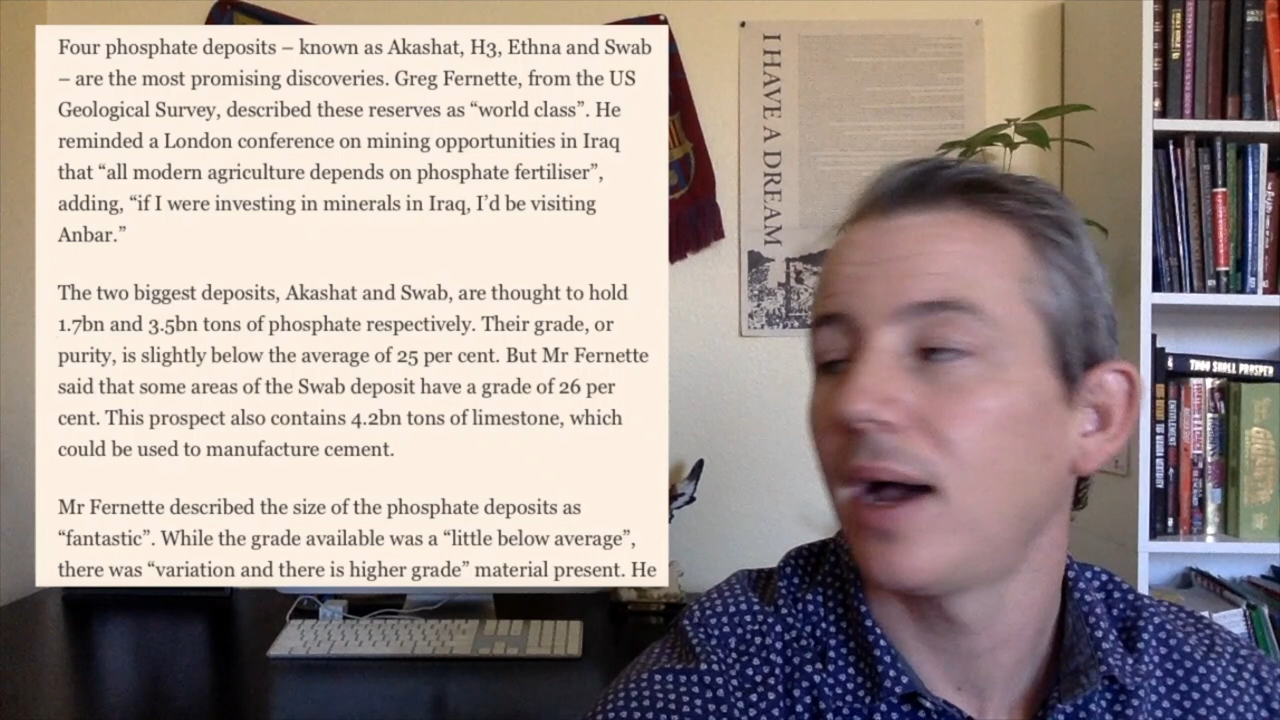 Four phosphate deposits – known as Akashat, H3, Ethna and Swab
– are the most promising discoveries. Greg Fernette, from the US
Geological Survey, described these reserves as “world class”. He
reminded a London conference on mining opportunities in Iraq
that “all modern agriculture depends on phosphate fertiliser”,
adding, “if I were investing in minerals in Iraq, I’d be visiting
Anbar.”
The two biggest deposits, Akashat and Swab, are thought to hold
1.7bn and 3.5bn tons of phosphate respectively. Their grade, or
purity, is slightly below the average of 25 per cent. But Mr Fernette
said that some areas of the Swab deposit have a grade of 26 per
cent. This prospect also contains 4.2bn tons of limestone, which
could be used to manufacture cement.
Mr Fernette described the size of the phosphate deposits as
“fantastic”. While the grade available was a “little below average”,
there was “variation and there is higher grade” material present. He
I HAVE A DREAM
THOU SHALL PROSPER
ENTITLEMENT